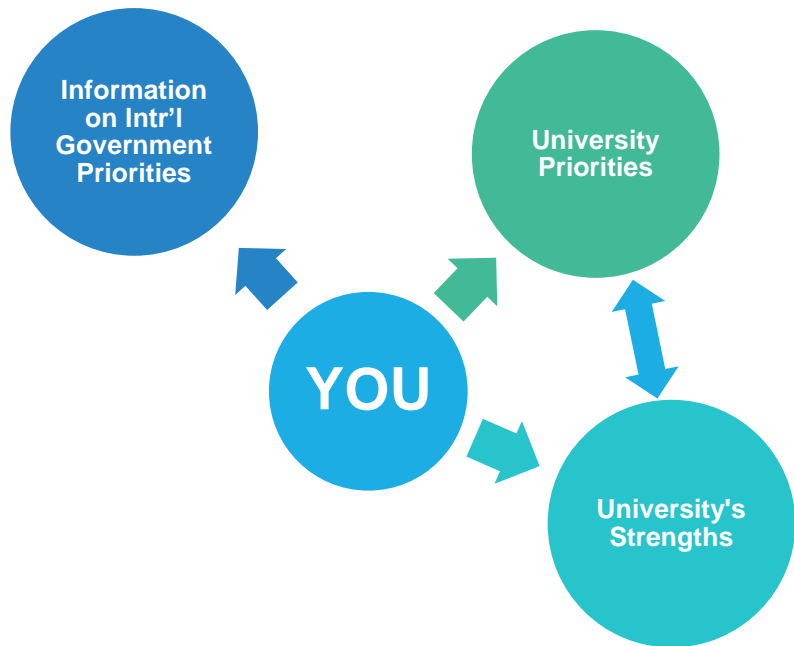 Information
on Intr’l
Government
Priorities
University
Priorities
YOU
University's
Strengths